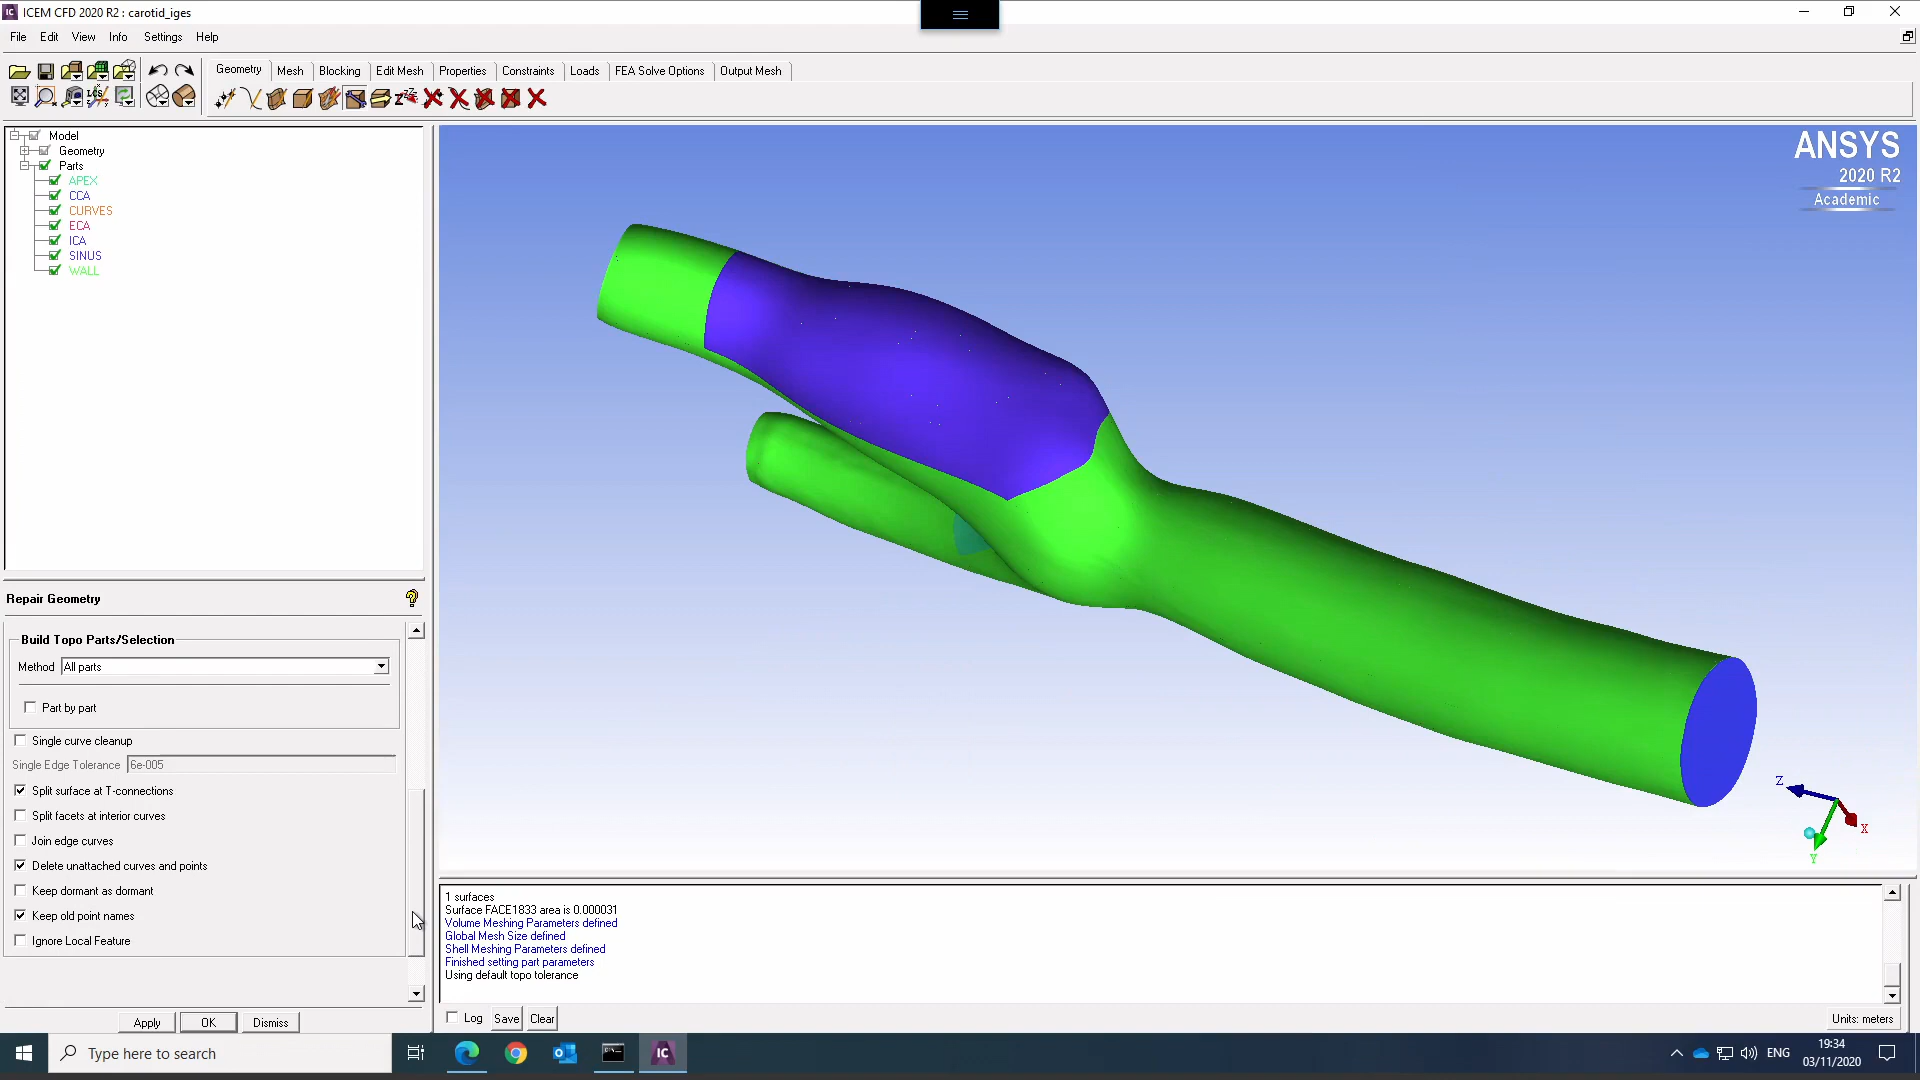 ICEM CFD 2020 R2 : carotid_iges
File Edit View Info Settings Help
Geometry Mesh Blocking Edit Mesh Properties Constraints Loads FEA Solve Options Output Mesh
LCS
Model
Geometry
Parts
APEX
CCA
CURVES
ECA
ICA
SINUS
WALL
ANSYS
2020 R2
Academic
Repair Geometry
Build Topo Parts/Selection
Method All parts
Part by part
Single curve cleanup
Single Edge Tolerance 6e-005
Split surface at T-connections
Split facets at interior curves
Join edge curves
Delete unattached curves and points
Keep dormant as dormant
Keep old point names
Ignore Local Feature
Apply OK Dismiss
Z
X
Y
1 surfaces
Surface FACE1833 area is 0.000031
Volume Meshing Parameters defined
Global Mesh Size defined
Shell Meshing Parameters defined
Finished setting part parameters
Using default topo tolerance
Log Save Clear
Units: meters
Type here to search
IC
ENG
19:34
03/11/2020